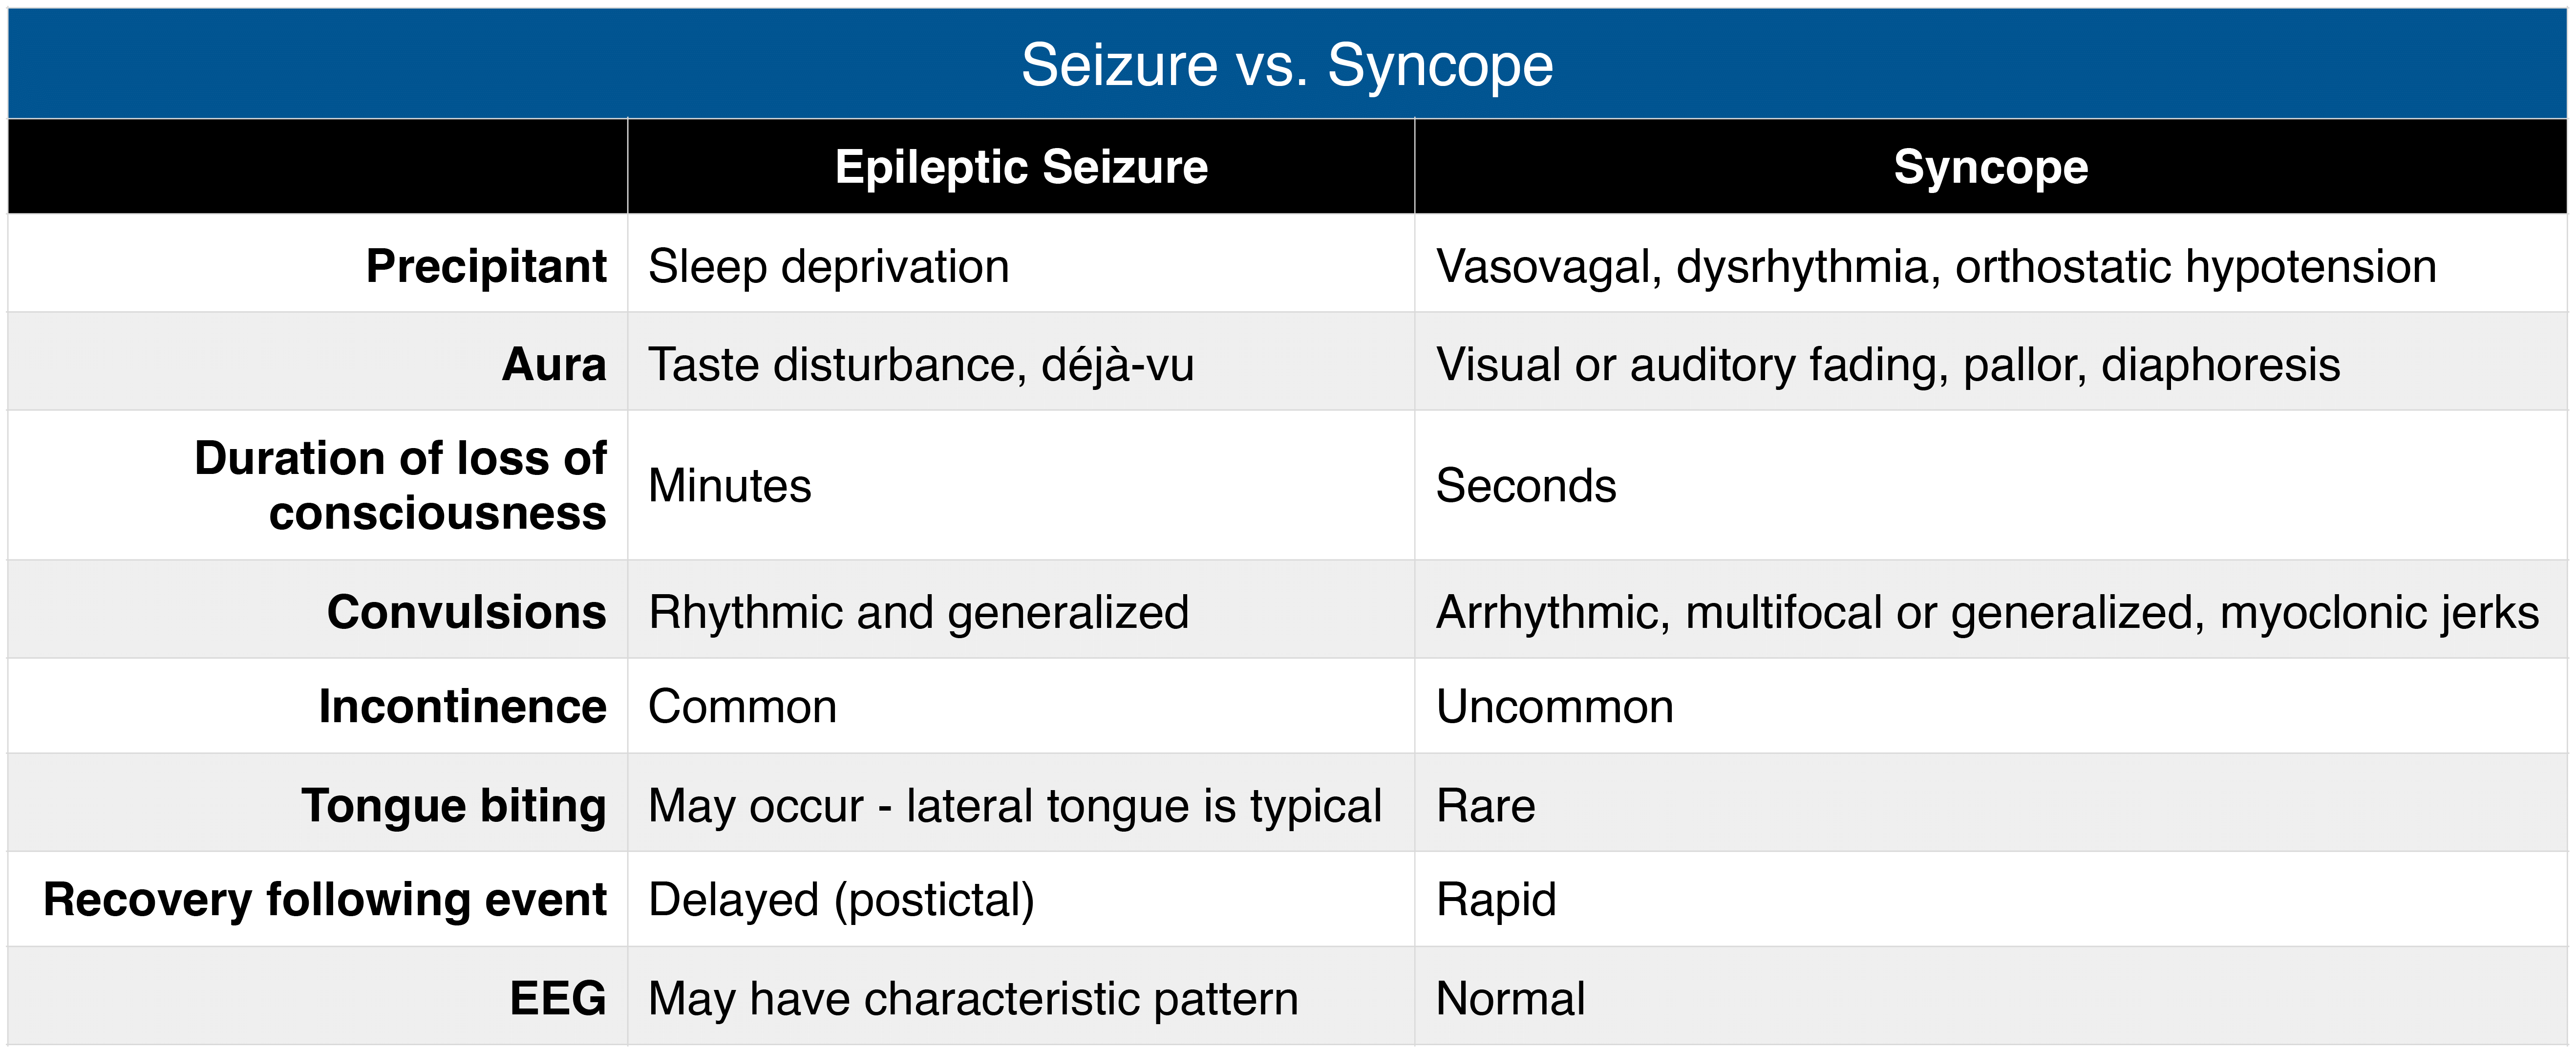 Seizure vs. Syncope
Epileptic Seizure Syncope
Precipitant Sleep deprivation Vasovagal, dysrhythmia, orthostatic hypotension
Aura Taste disturbance, déjà-vu Visual or auditory fading, pallor, diaphoresis
Duration of loss of
consciousness Minutes Seconds
Convulsions Rhythmic and generalized Arrhythmic, multifocal or generalized, myoclonic jerks
Incontinence Common Uncommon
Tongue biting May occur - lateral tongue is typical Rare
Recovery following event Delayed (postictal) Rapid
EEG May have characteristic pattern Normal